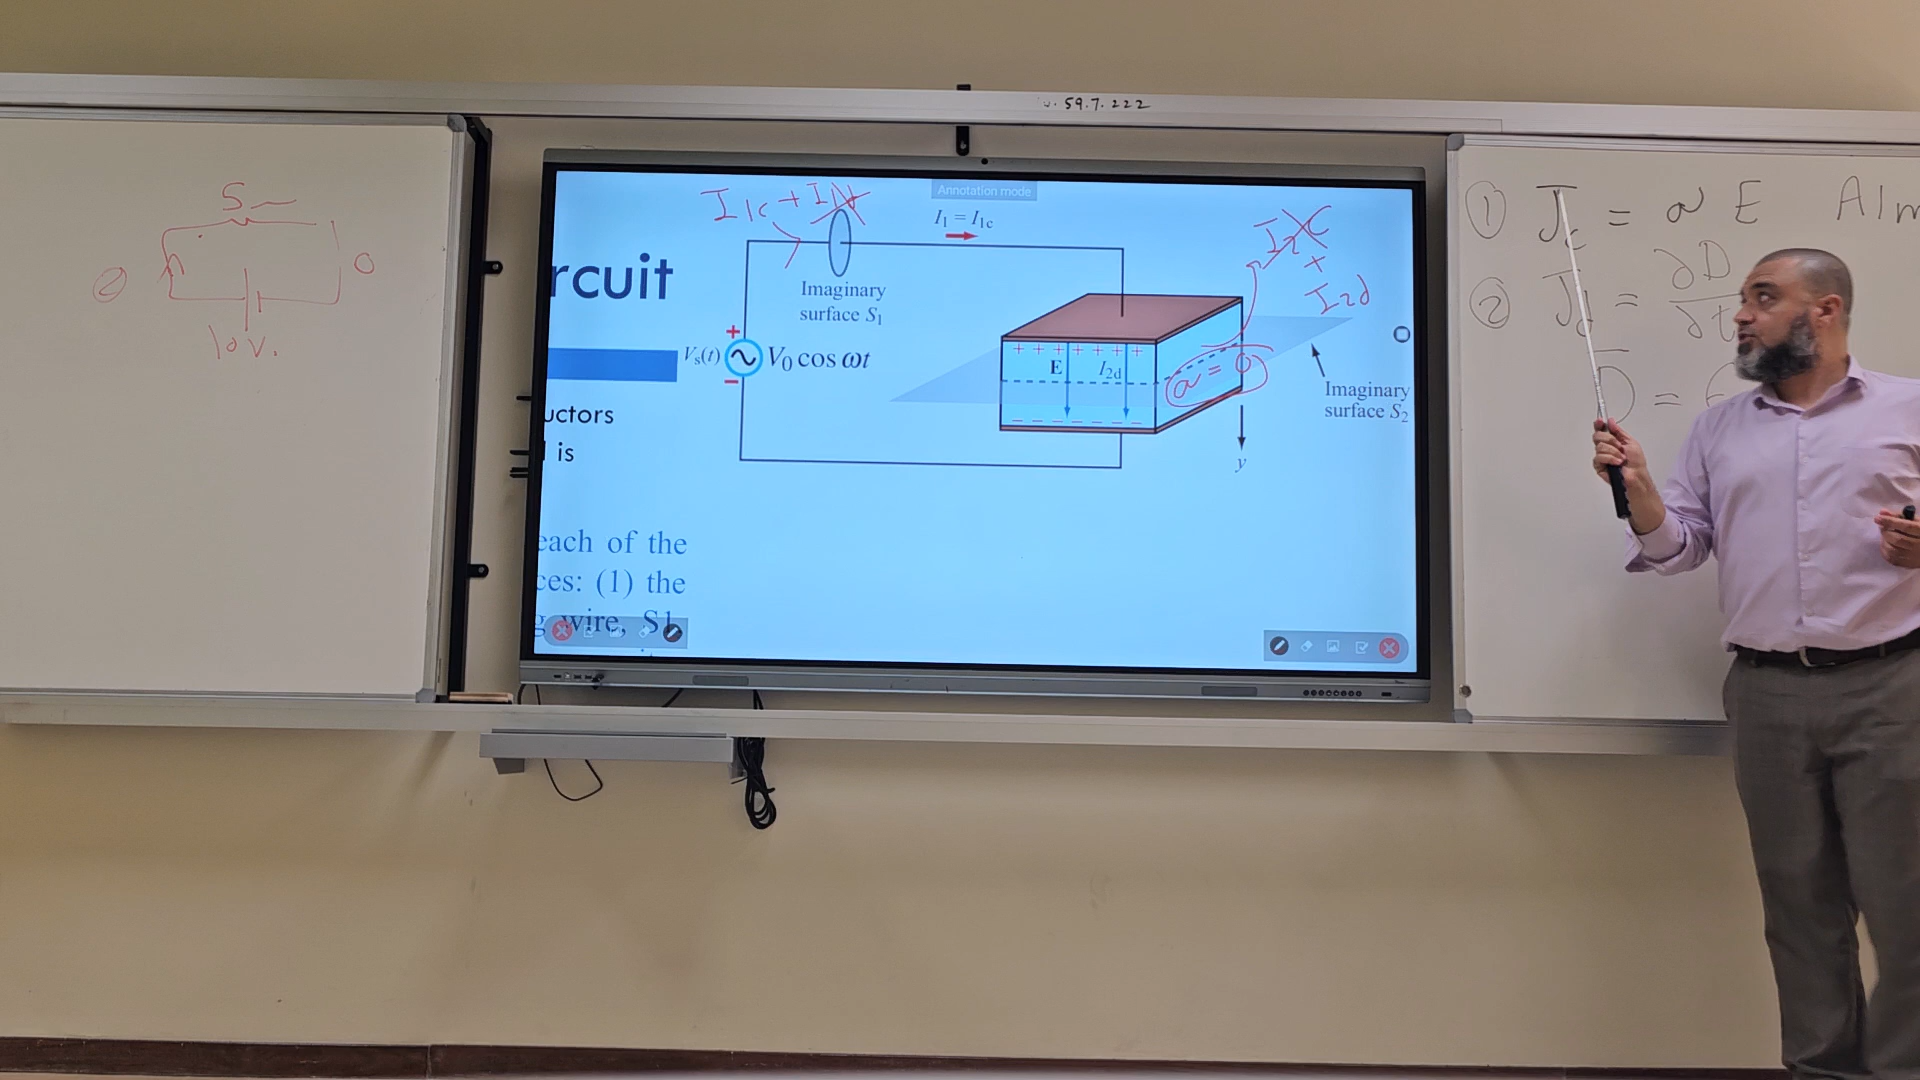 59.7.222
S
10 V.
Annotation mode
I1c + I1d
I₁ = I₁c
I2c
+
I2d
rcuit
Imaginary
surface S₁
+
Vₛ(t)
V₀ cos ωt
−
+ + + + + + +
E
I₂d
σ = 0
− − − − − − −
Imaginary
surface S₂
y
uctors
is
each of the
ces: (1) the
g wire, S1
① Jc = σ E A/m
② Jd = ∂D
∂t
D =